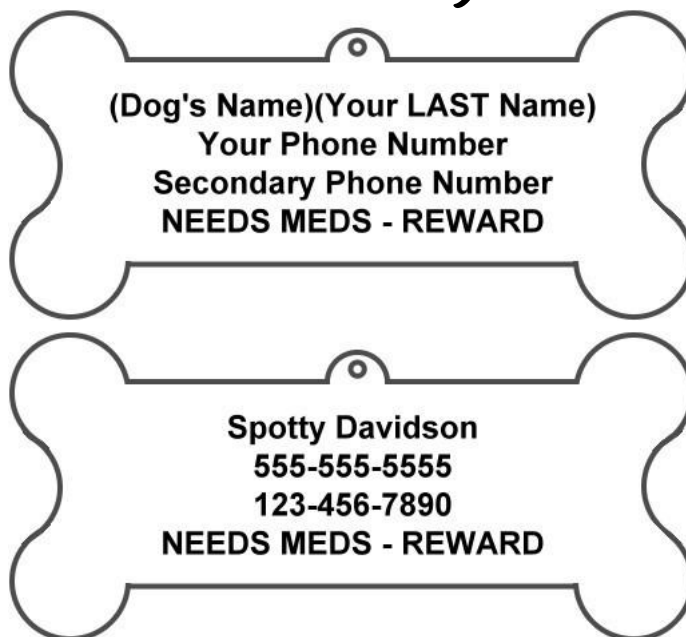 (Dog's Name)(Your LAST Name)
Your Phone Number
Secondary Phone Number
NEEDS MEDS - REWARD
Spotty Davidson
555-555-5555
123-456-7890
NEEDS MEDS - REWARD